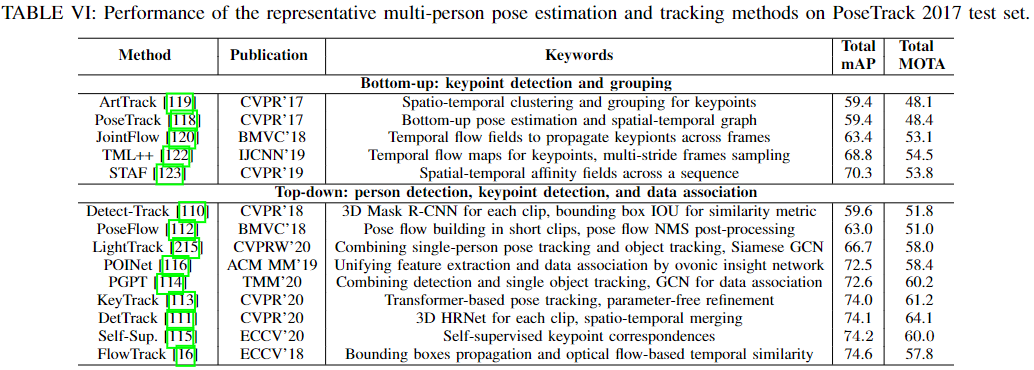 TABLE VI: Performance of the representative multi-person pose estimation and tracking methods on PoseTrack 2017 test set.
Method Publication Keywords Total mAP Total MOTA
Bottom-up: keypoint detection and grouping
ArtTrack [119] CVPR'17 Spatio-temporal clustering and grouping for keypoints 59.4 48.1
PoseTrack [118] CVPR'17 Bottom-up pose estimation and spatial-temporal graph 59.4 48.4
JointFlow [120] BMVC'18 Temporal flow fields to propagate keypionts across frames 63.4 53.1
TML++ [122] IJCNN'19 Temporal flow maps for keypoints, multi-stride frames sampling 68.8 54.5
STAF [123] CVPR'19 Spatial-temporal affinity fields across a sequence 70.3 53.8
Top-down: person detection, keypoint detection, and data association
Detect-Track [110] CVPR'18 3D Mask R-CNN for each clip, bounding box IOU for similarity metric 59.6 51.8
PoseFlow [112] BMVC'18 Pose flow building in short clips, pose flow NMS post-processing 63.0 51.0
LightTrack [215] CVPRW'20 Combining single-person pose tracking and object tracking, Siamese GCN 66.7 58.0
POINet [116] ACM MM'19 Unifying feature extraction and data association by ovonic insight network 72.5 58.4
PGPT [114] TMM'20 Combining detection and single object tracking, GCN for data association 72.6 60.2
KeyTrack [113] CVPR'20 Transformer-based pose tracking, parameter-free refinement 74.0 61.2
DetTrack [111] CVPR'20 3D HRNet for each clip, spatio-temporal merging 74.1 64.1
Self-Sup. [115] ECCV'20 Self-supervised keypoint correspondences 74.2 60.0
FlowTrack [16] ECCV'18 Bounding boxes propagation and optical flow-based temporal similarity 74.6 57.8